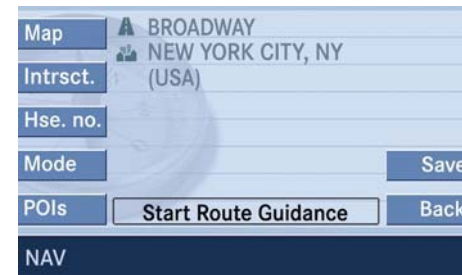 Map
BROADWAY
NEW YORK CITY, NY
Intrsct.
(USA)
Hse. no.
Mode
Save
POIs
Start Route Guidance
Back
NAV